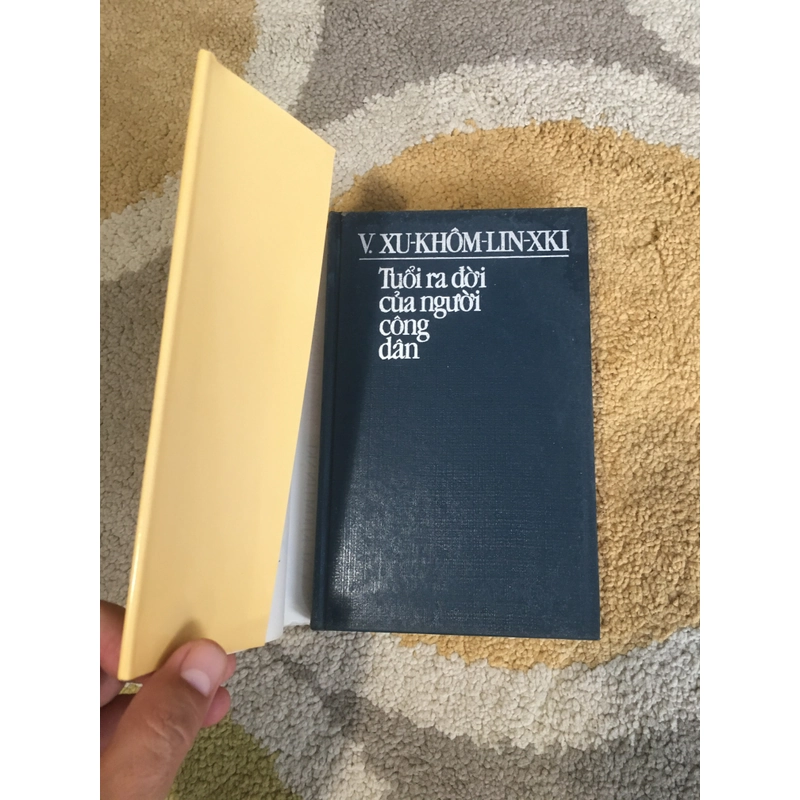 V. XU-KHÔM-LIN-XKI
Tuổi ra đời
của người
công
dân